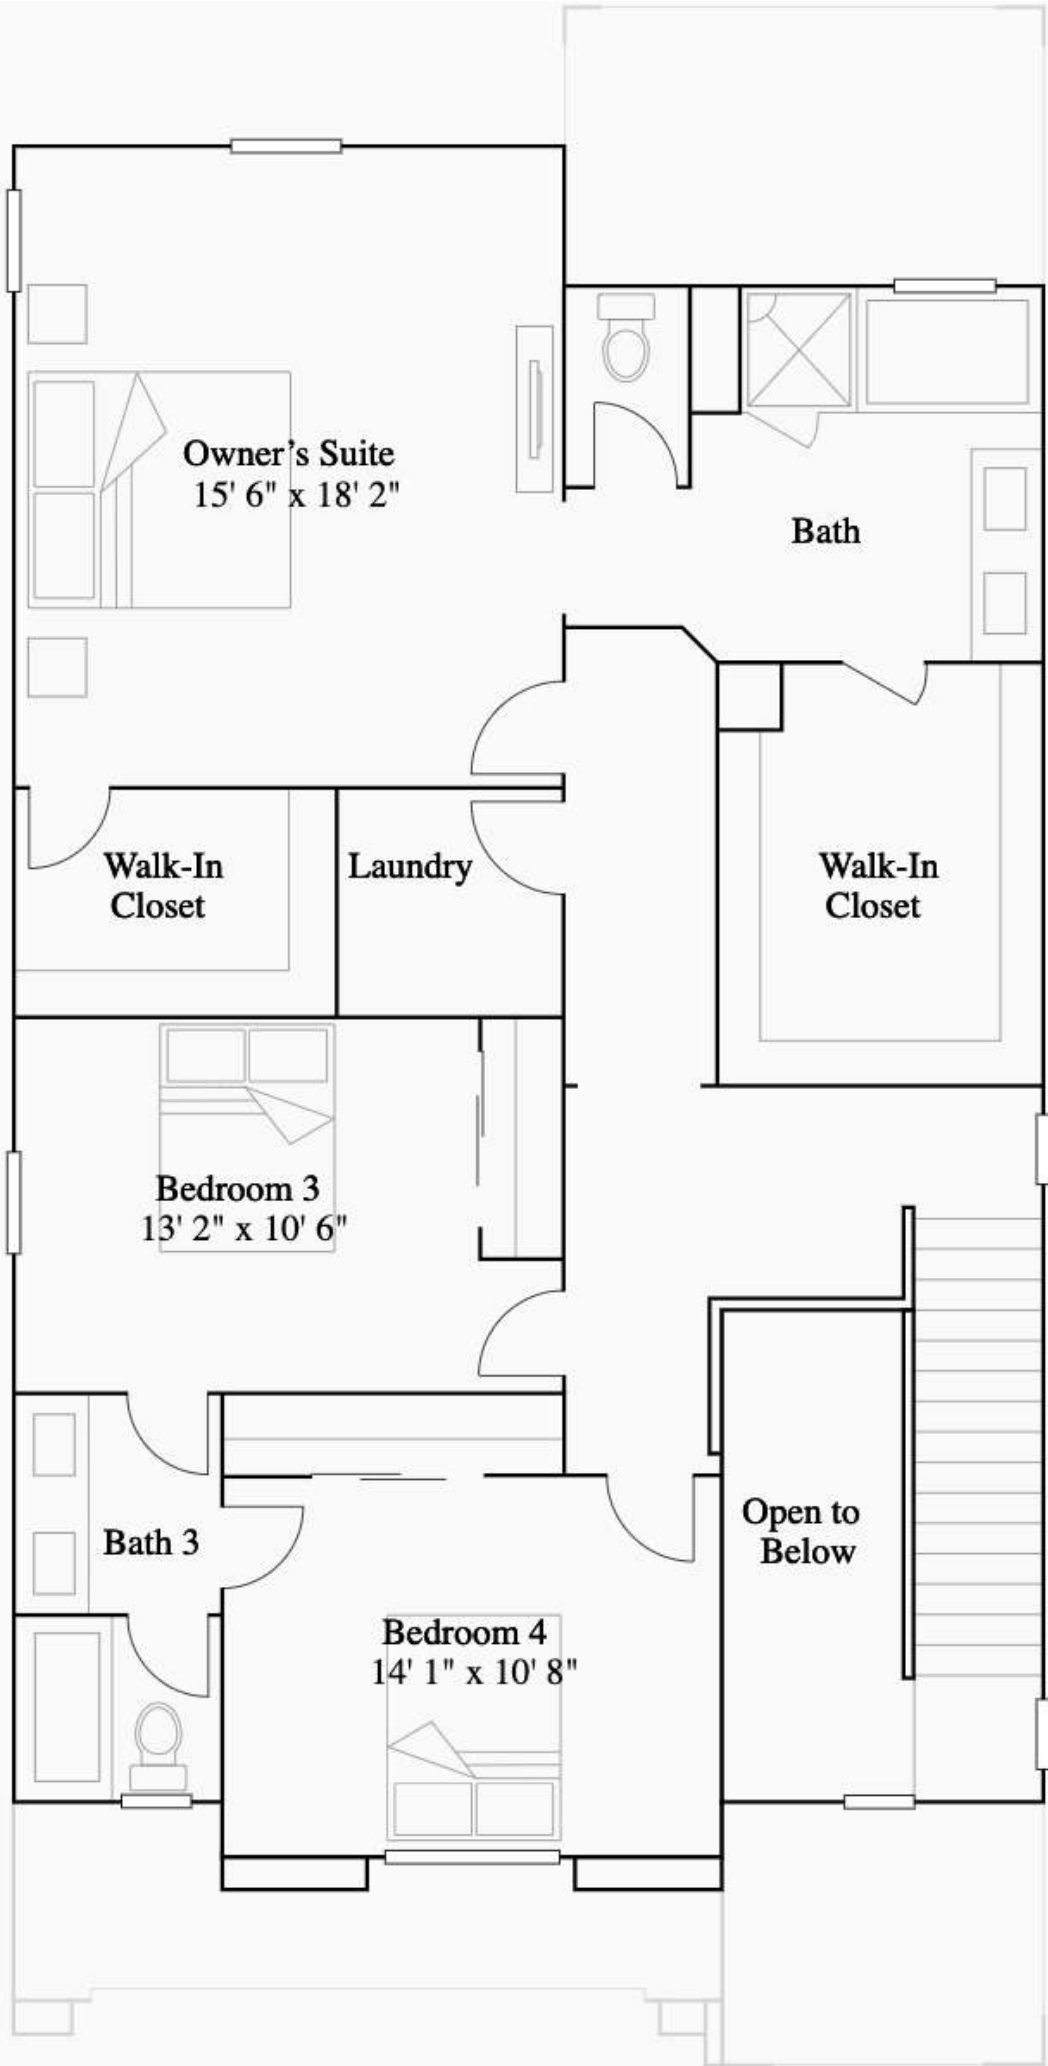 Owner’s Suite
15' 6" x 18' 2"
Bath
Walk-In
Closet
Laundry
Walk-In
Closet
Bedroom 3
13' 2" x 10' 6"
Bath 3
Open to
Below
Bedroom 4
14' 1" x 10' 8"